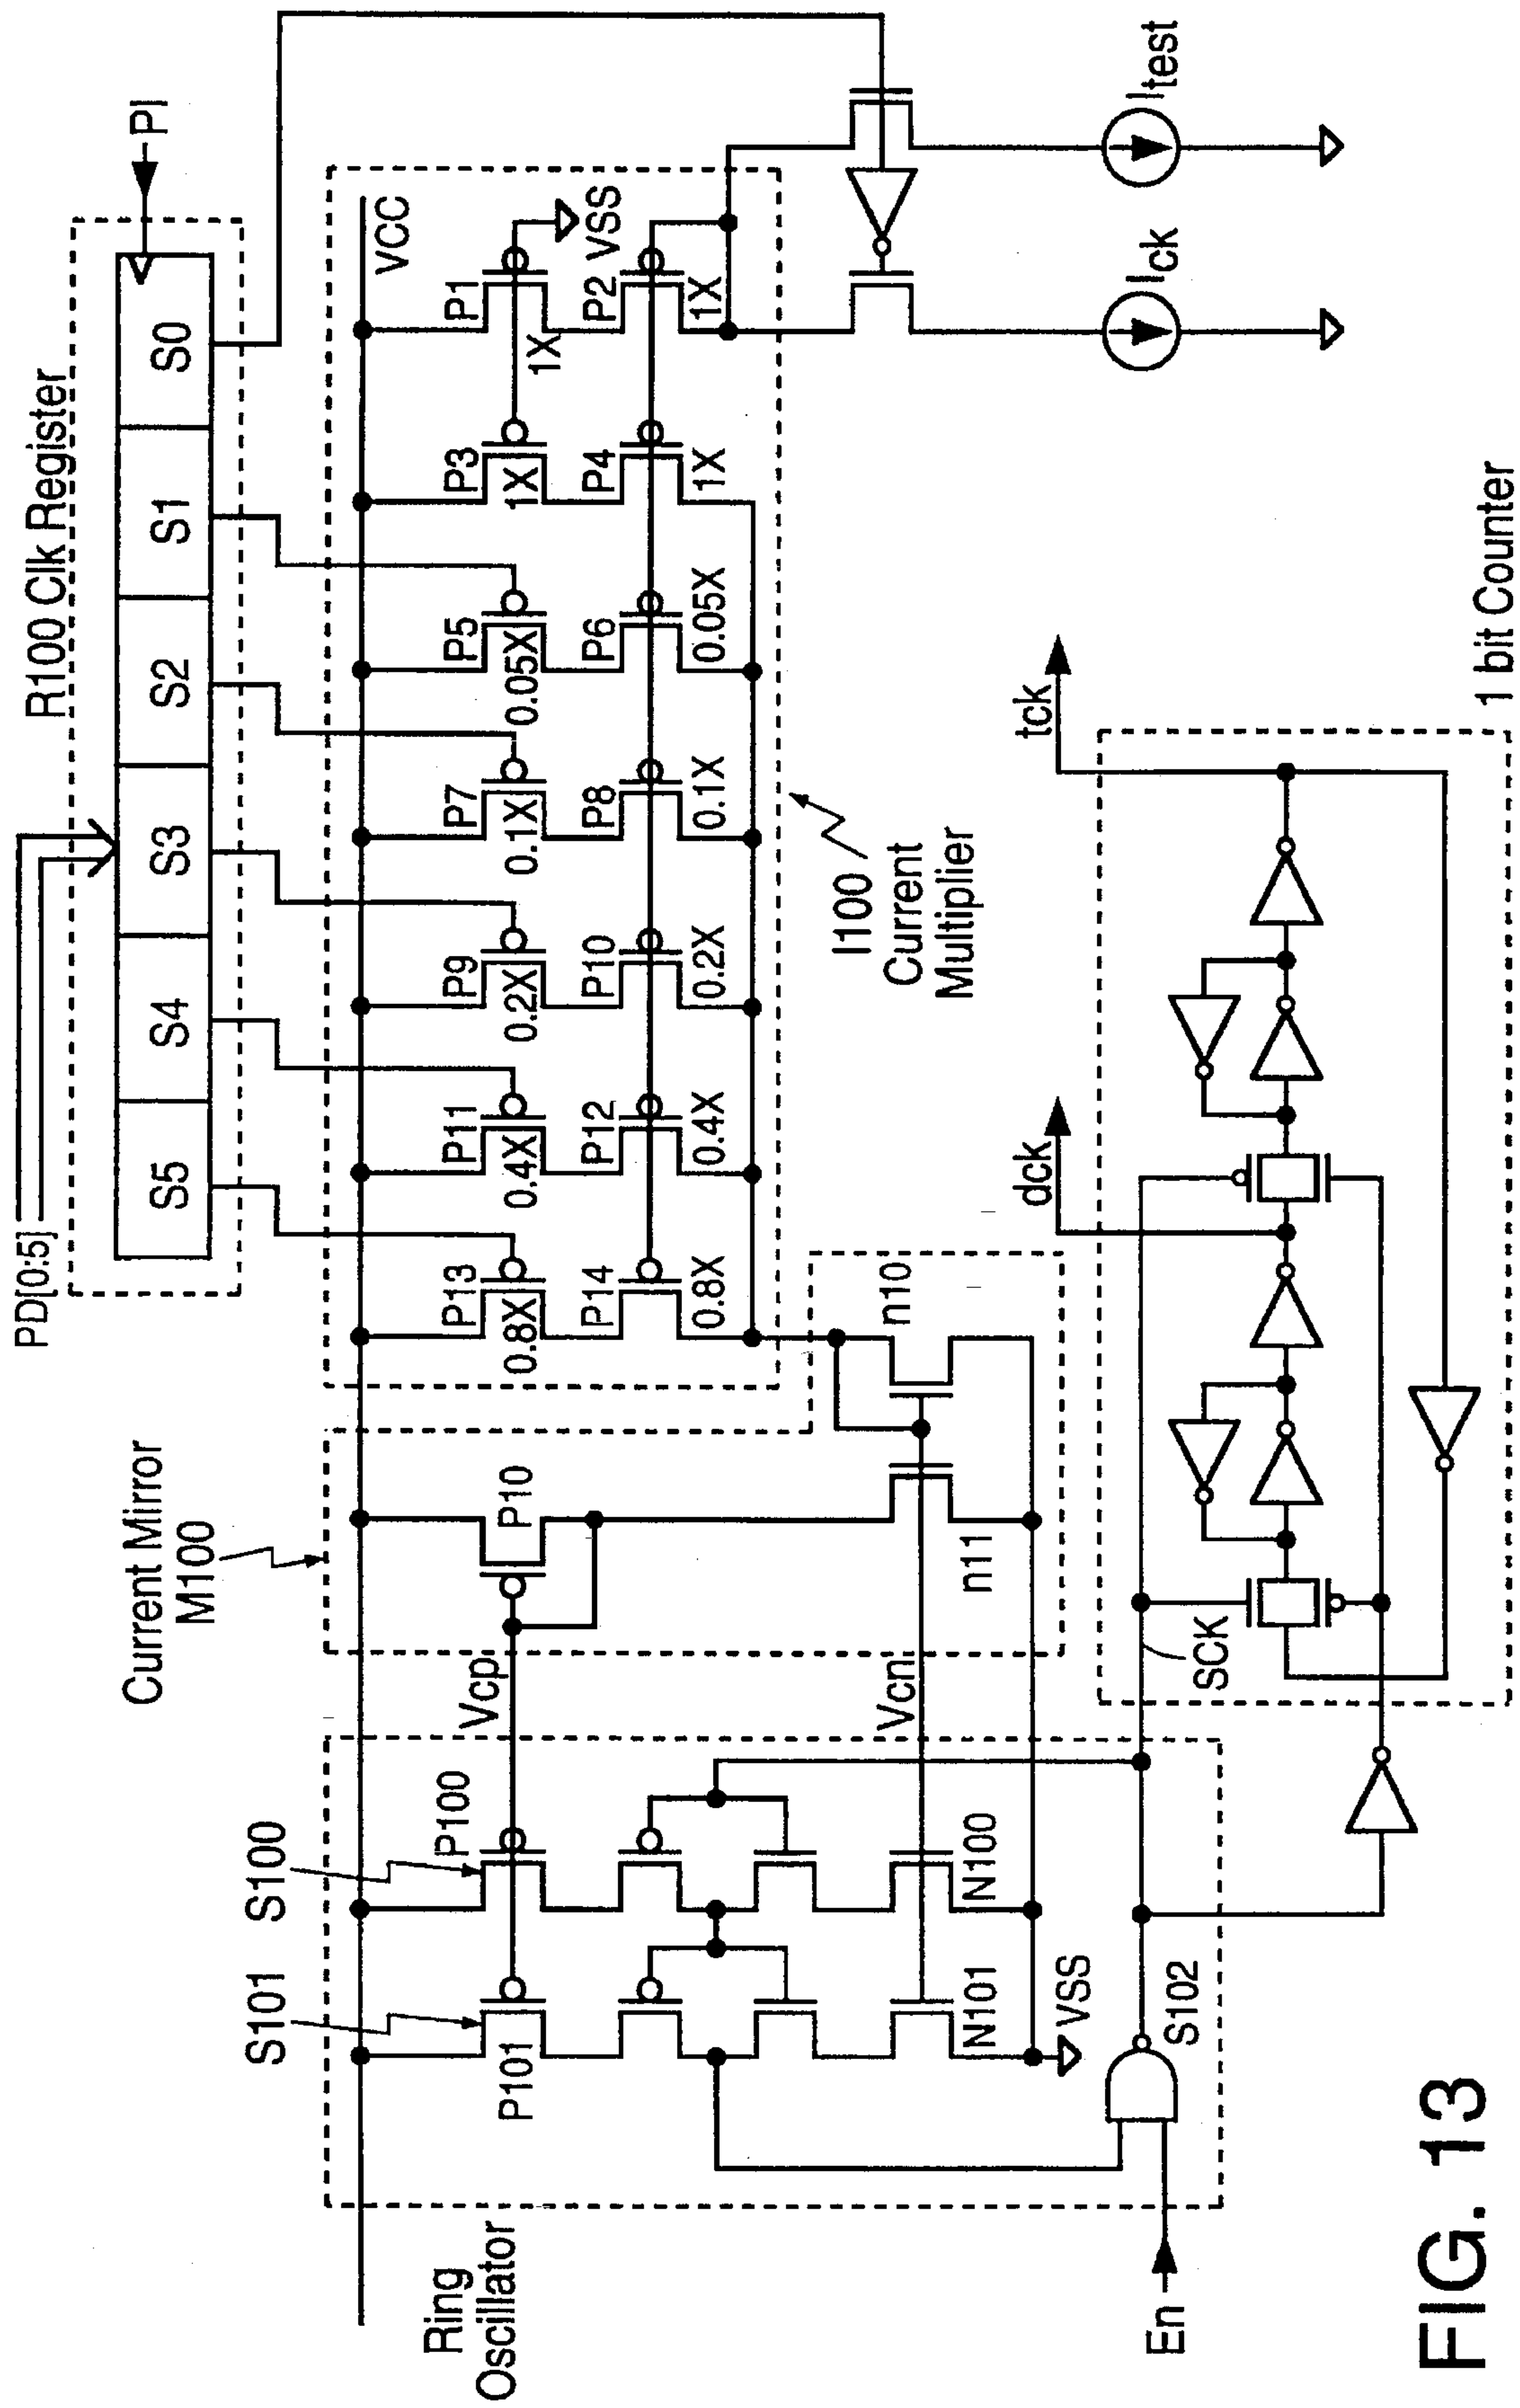 PD[0:5]
R100 Clk Register
PI
S5
S4
S3
S2
S1
S0
Current Mirror
M100
VCC
S101
S100
P101
P100
Vcp
P10
P13
0.8X
P11
0.4X
P9
0.2X
P7
0.1X
P5
0.05X
P3
1X
P1
1X
VSS
P14
0.8X
P12
0.4X
P10
0.2X
P8
0.1X
P6
0.05X
P4
1X
P2
1X
Ring
Oscillator
N101
N100
Vcn
n11
n10
I100
Current
Multiplier
VSS
S102
En
SCK
dck
tck
Ick
Itest
1 bit Counter
FIG. 13